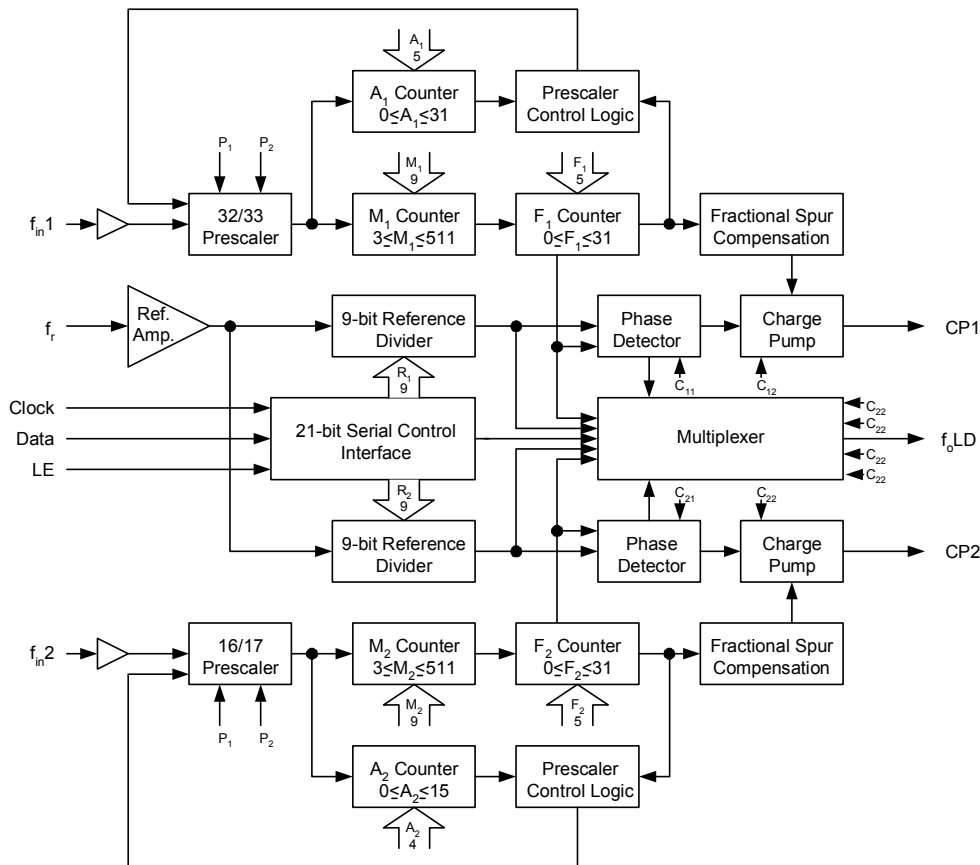 A₁
5
A₁ Counter
0≤A₁≤31
Prescaler
Control Logic
P₁
P₂
M₁
9
F₁
5
fᵢₙ1
32/33
Prescaler
M₁ Counter
3≤M₁≤511
F₁ Counter
0≤F₁≤31
Fractional Spur
Compensation
fᵣ
Ref.
Amp.
9-bit Reference
Divider
Phase
Detector
Charge
Pump
CP1
R₁
9
C₁₁
C₁₂
Clock
Data
LE
21-bit Serial Control
Interface
Multiplexer
C₂₂
C₂₂
C₂₂
C₂₂
fₒLD
R₂
9
C₂₁
C₂₂
9-bit Reference
Divider
Phase
Detector
Charge
Pump
CP2
fᵢₙ2
16/17
Prescaler
M₂ Counter
3≤M₂≤511
F₂ Counter
0≤F₂≤31
Fractional Spur
Compensation
P₁
P₂
M₂
9
F₂
5
A₂ Counter
0≤A₂≤15
Prescaler
Control Logic
A₂
4